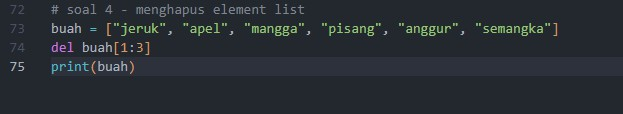 72 # soal 4 - menghapus element list
73 buah = ["jeruk", "apel", "mangga", "pisang", "anggur", "semangka"]
74 del buah[1:3]
75 print(buah)